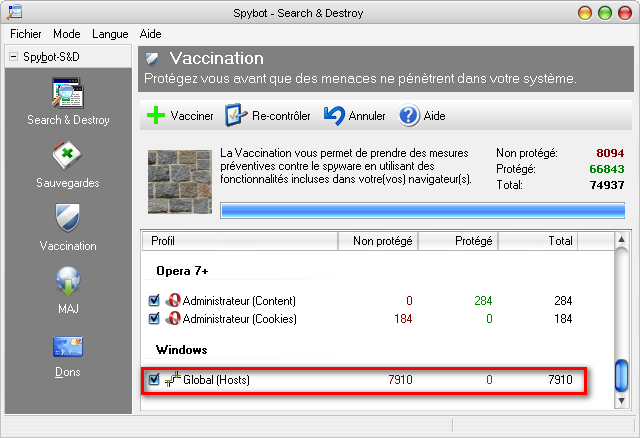 Spybot - Search & Destroy
Fichier Mode Langue Aide
Spybot-S&D
Search & Destroy
Sauvegardes
Vaccination
MAJ
Dons
Vaccination
Protégez vous avant que des menaces ne pénètrent dans votre système.
Vacciner Re-contrôler Annuler Aide
La Vaccination vous permet de prendre des mesures
préventives contre le spyware en utilisant des
fonctionnalités incluses dans votre(vos) navigateur(s).
Non protégé: 8094
Protégé: 66843
Total: 74937
Profil Non protégé Protégé Total
Opera 7+
Administrateur (Content) 0 284 284
Administrateur (Cookies) 184 0 184
Windows
Global (Hosts) 7910 0 7910